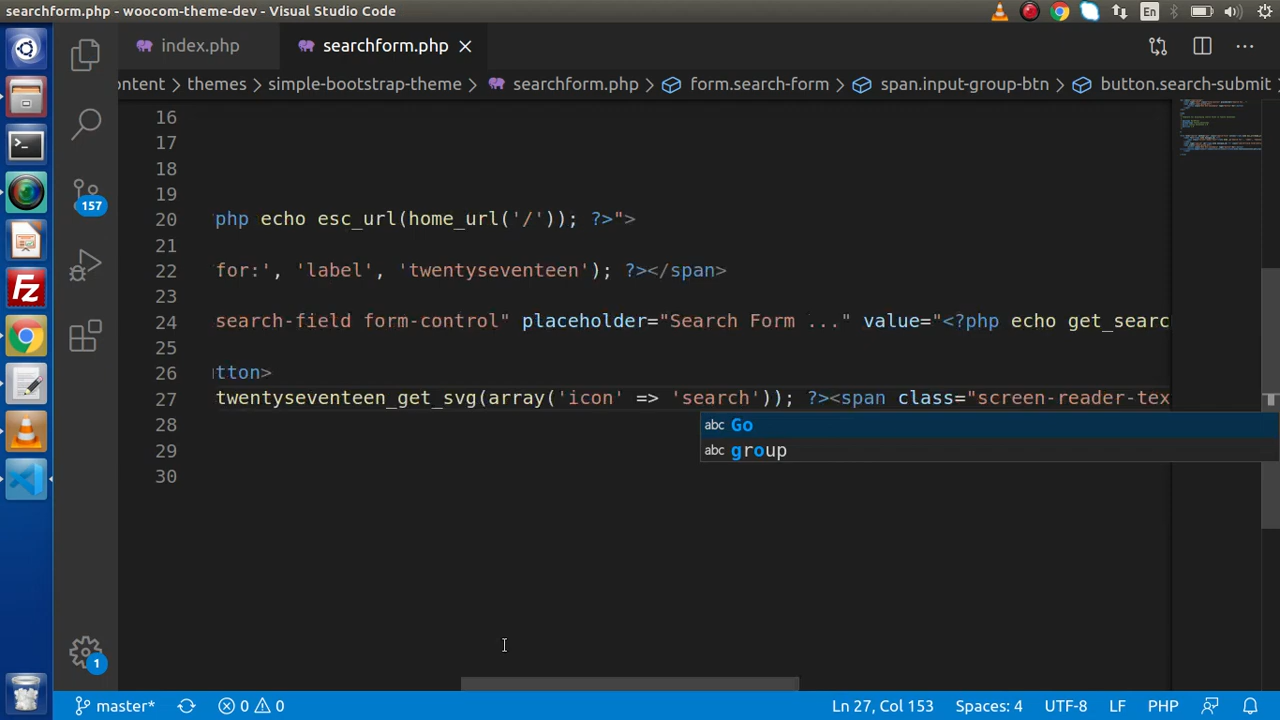 searchform.php - woocom-theme-dev - Visual Studio Code
En
index.php
searchform.php
ontent > themes > simple-bootstrap-theme > searchform.php > form.search-form > span.input-group-btn > button.search-submit
16
17
18
19
20 php echo esc_url(home_url('/')); ?>">
21
22 for:', 'label', 'twentyseventeen'); ?></span>
23
24 search-field form-control" placeholder="Search Form ..." value="<?php echo get_searc
25
26 tton>
27 twentyseventeen_get_svg(array('icon' => 'search')); ?><span class="screen-reader-tex
28
29
30
abc Go
abc group
157
1
master* 0 0 Ln 27, Col 153 Spaces: 4 UTF-8 LF PHP